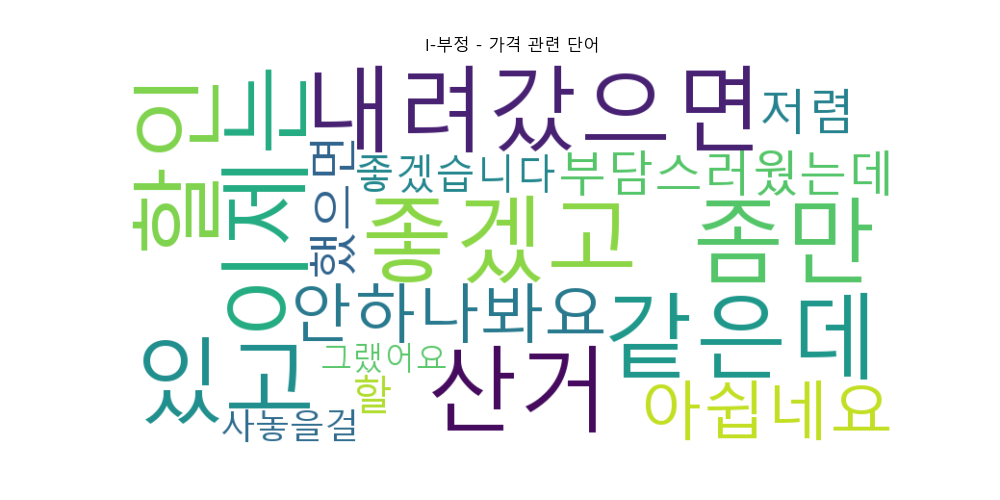 I-부정 - 가격 관련 단어
할인
이제는
내려갔으면
저렴
했으면
좋겠습니다
부담스러웠는데
좋겠고
좀만
안하나봐요
같은데
있고
그랬어요
할
산거
아쉽네요
사놓을걸